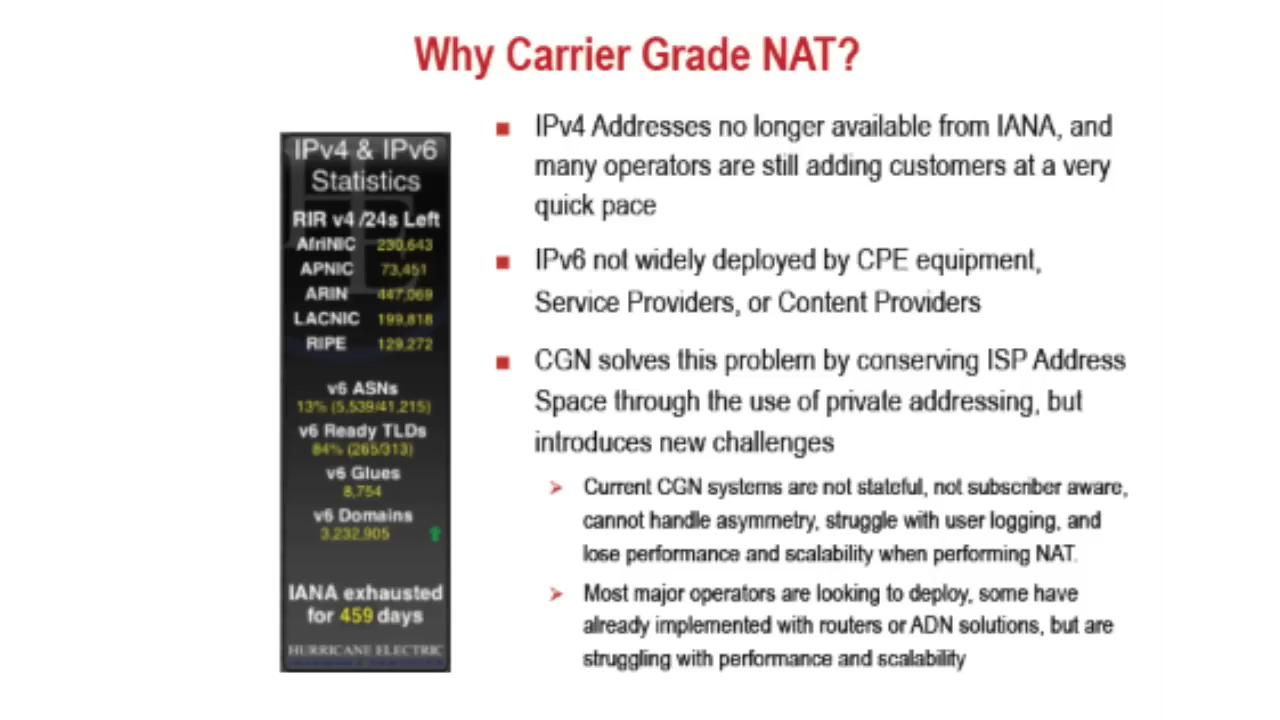 Why Carrier Grade NAT?
IPv4 & IPv6
Statistics
RIR v4 /24s Left
AfriNIC 230,643
APNIC 73,451
ARIN 447,069
LACNIC 199,818
RIPE 129,272
v6 ASNs
13% (5,539/41,215)
v6 Ready TLDs
84% (265/313)
v6 Glues
8,754
v6 Domains
3,232,905
IANA exhausted
for 459 days
HURRICANE ELECTRIC
IPv4 Addresses no longer available from IANA, and
many operators are still adding customers at a very
quick pace
IPv6 not widely deployed by CPE equipment,
Service Providers, or Content Providers
CGN solves this problem by conserving ISP Address
Space through the use of private addressing, but
introduces new challenges
Current CGN systems are not stateful, not subscriber aware,
cannot handle asymmetry, struggle with user logging, and
lose performance and scalability when performing NAT.
Most major operators are looking to deploy, some have
already implemented with routers or ADN solutions, but are
struggling with performance and scalability